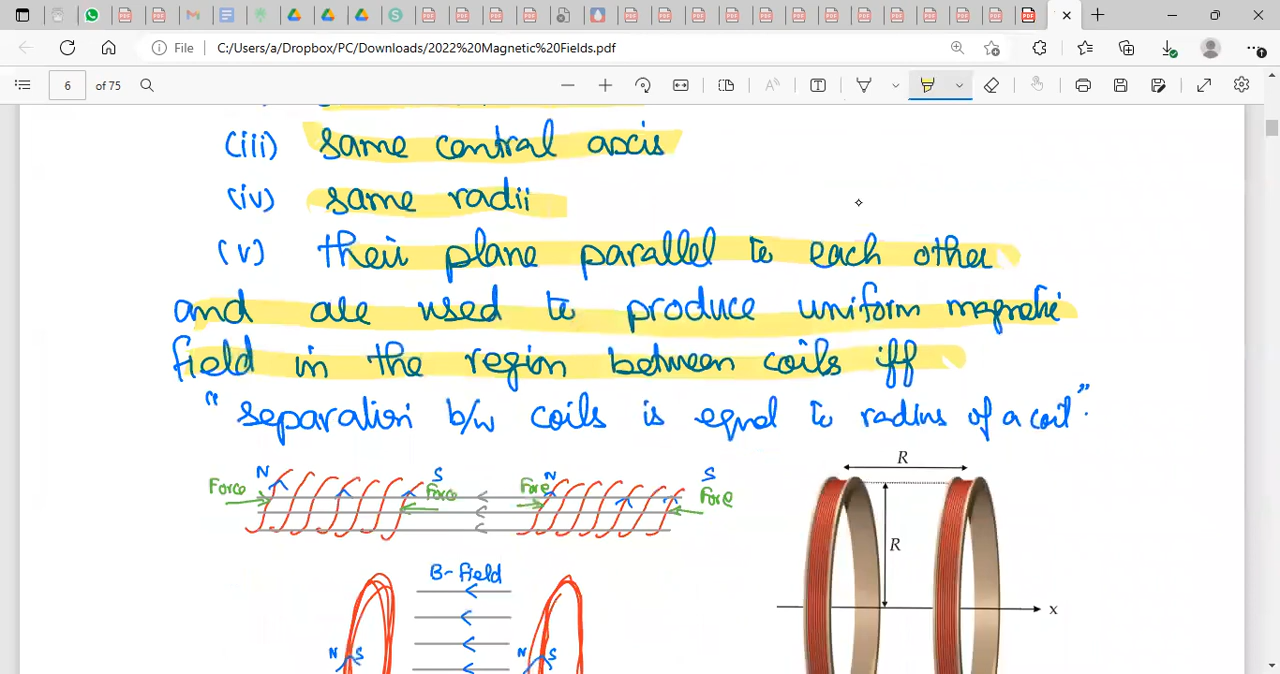 File
C:/Users/a/Dropbox/PC/Downloads/2022%20Magnetic%20Fields.pdf
6 of 75
(iii) same central axis
(iv) same radii
(v) their plane parallel to each other
and are used to produce uniform magnetic
field in the region between coils iff
"separation b/w coils is equal to radius of a coil".
N S N S
Force Force Force Force
R
R
x
B-field
N S N S